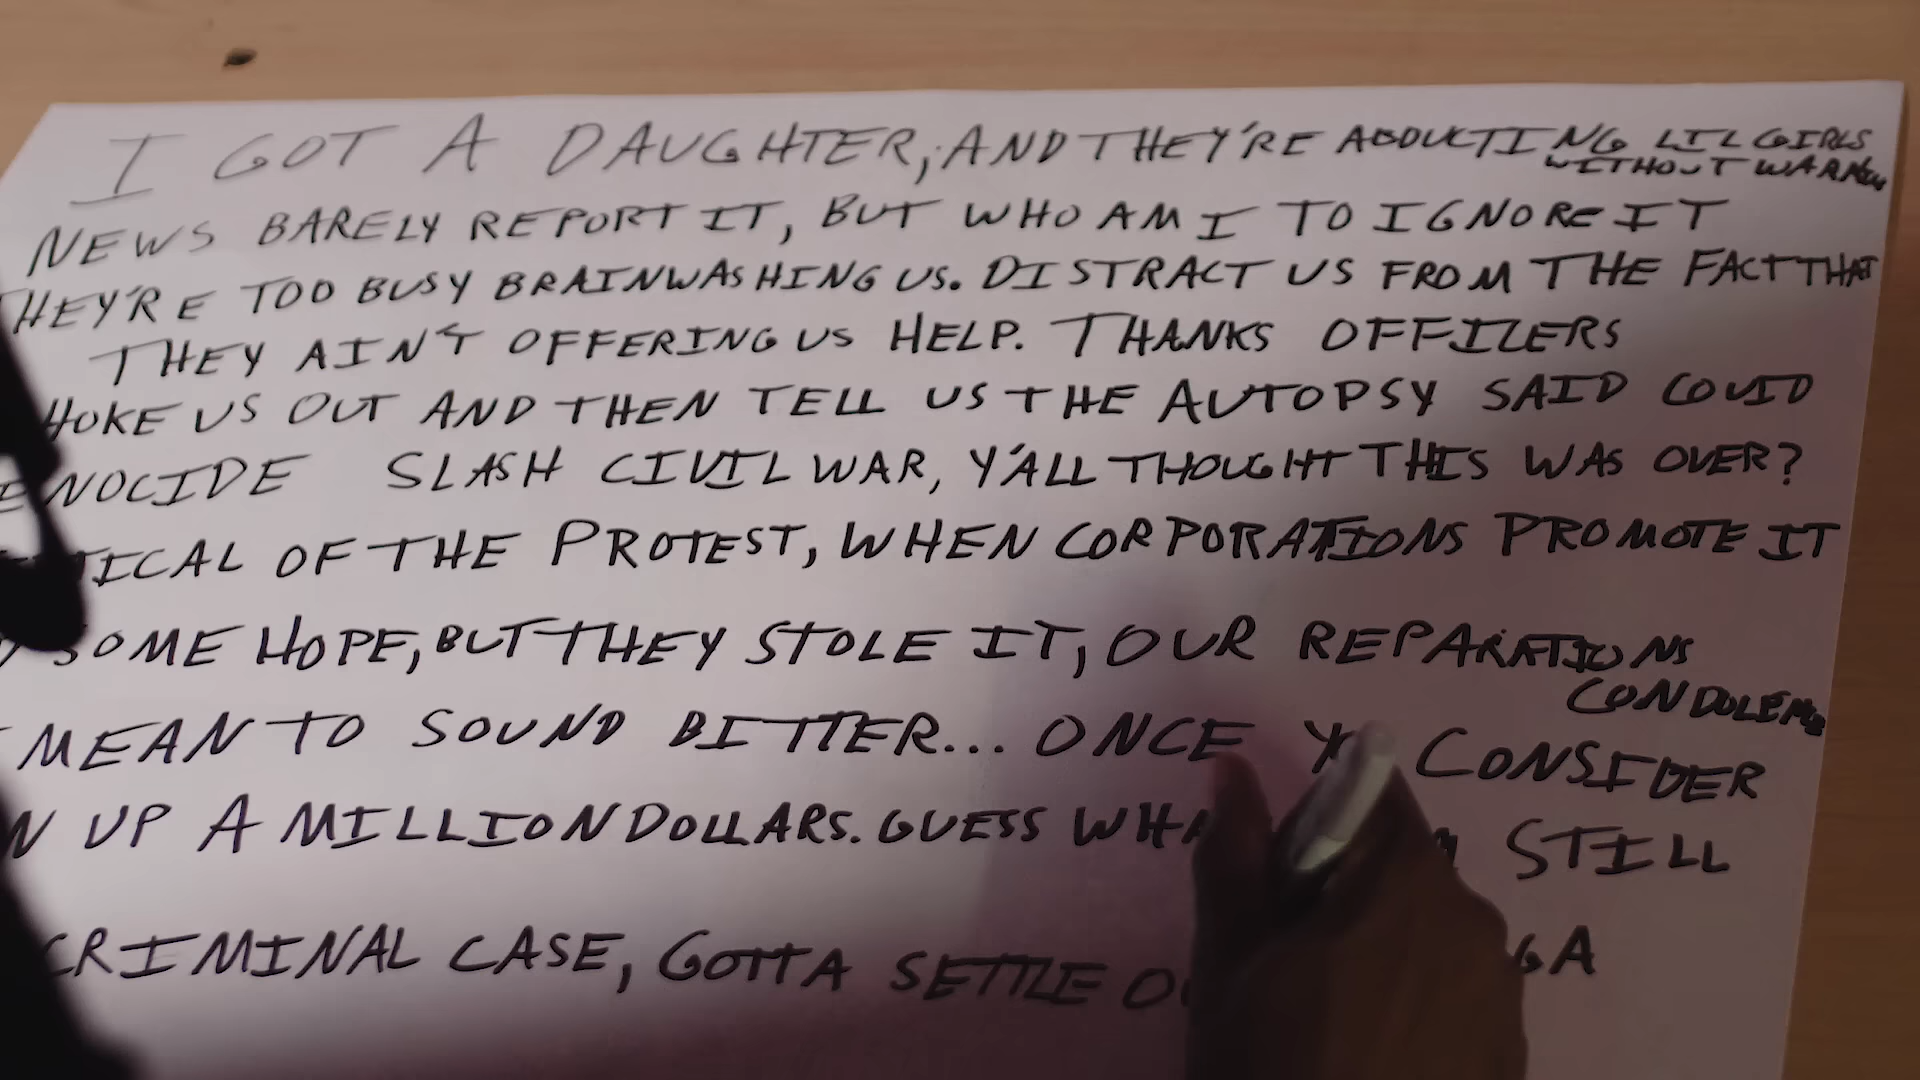 I GOT A DAUGHTER, AND THEY'RE ABDUCTING LIL GIRLS
WITHOUT WARNING
NEWS BARELY REPORT IT, BUT WHO AM I TO IGNORE IT
HEY'RE TOO BUSY BRAINWASHING US. DISTRACT US FROM THE FACT THAT
THEY AIN'T OFFERING US HELP. THANKS OFFICERS
HOKE US OUT AND THEN TELL US THE AUTOPSY SAID COVID
ENOCIDE SLASH CIVIL WAR, Y'ALL THOUGHT THIS WAS OVER?
TICAL OF THE PROTEST, WHEN CORPORATIONS PROMOTE IT
SOME HOPE, BUT THEY STOLE IT, OUR REPARATIONS
CONDOLENCES
MEAN TO SOUND BITTER... ONCE CONSIDER
N UP A MILLION DOLLARS. GUESS WHA STILL
CRIMINAL CASE, GOTTA SETTLE O GA